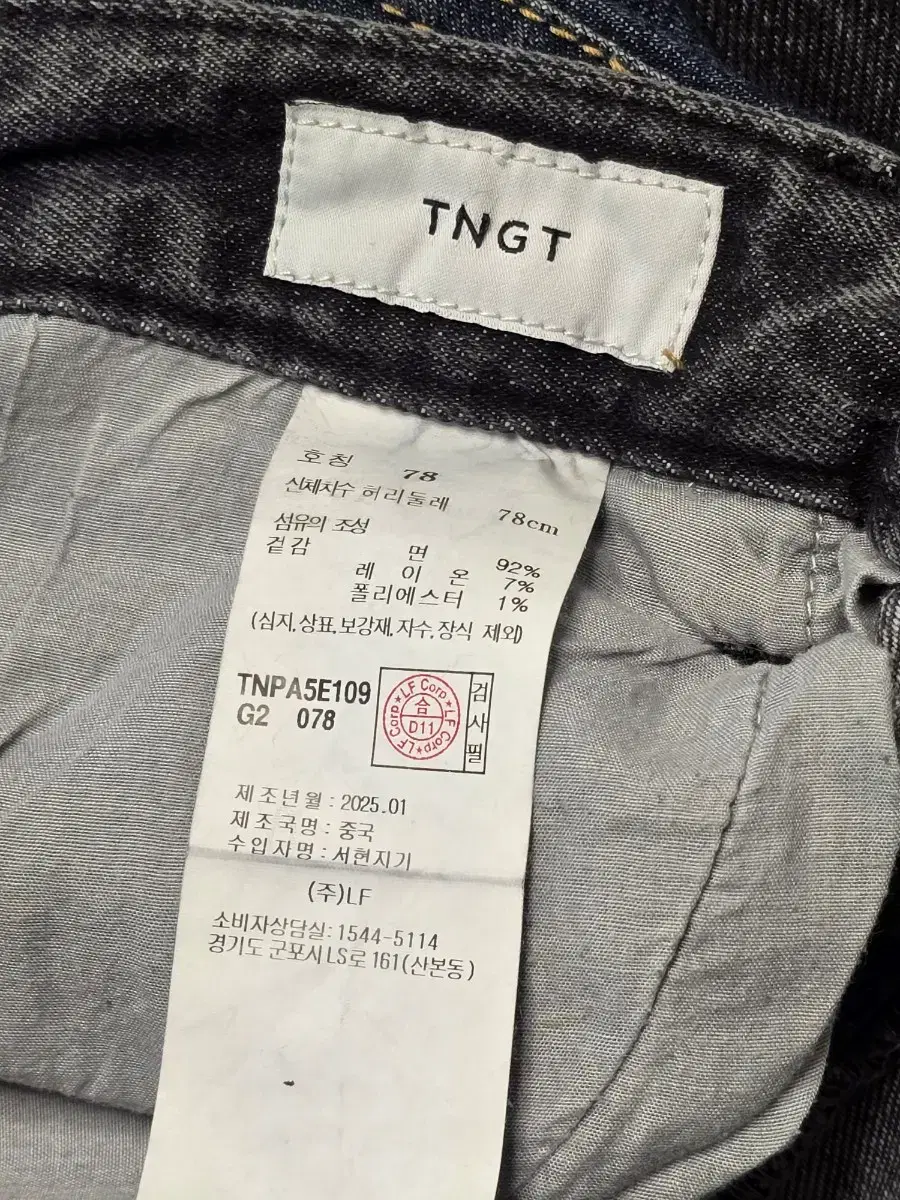 TNGT
호칭 78
신체치수 허리둘레 78cm
섬유의 조성
겉감 면 92%
레이온 7%
폴리에스터 1%
(심지,상표,보강재,자수,장식 제외)
TNPA5E109
G2 078
LF Corp.★LF Corp★LF Corp★
합
D11
검사필
제조년월 : 2025.01
제조국명 : 중국
수입자명 : 서현지기
(주)LF
소비자상담실:1544-5114
경기도 군포시 LS로 161(산본동)